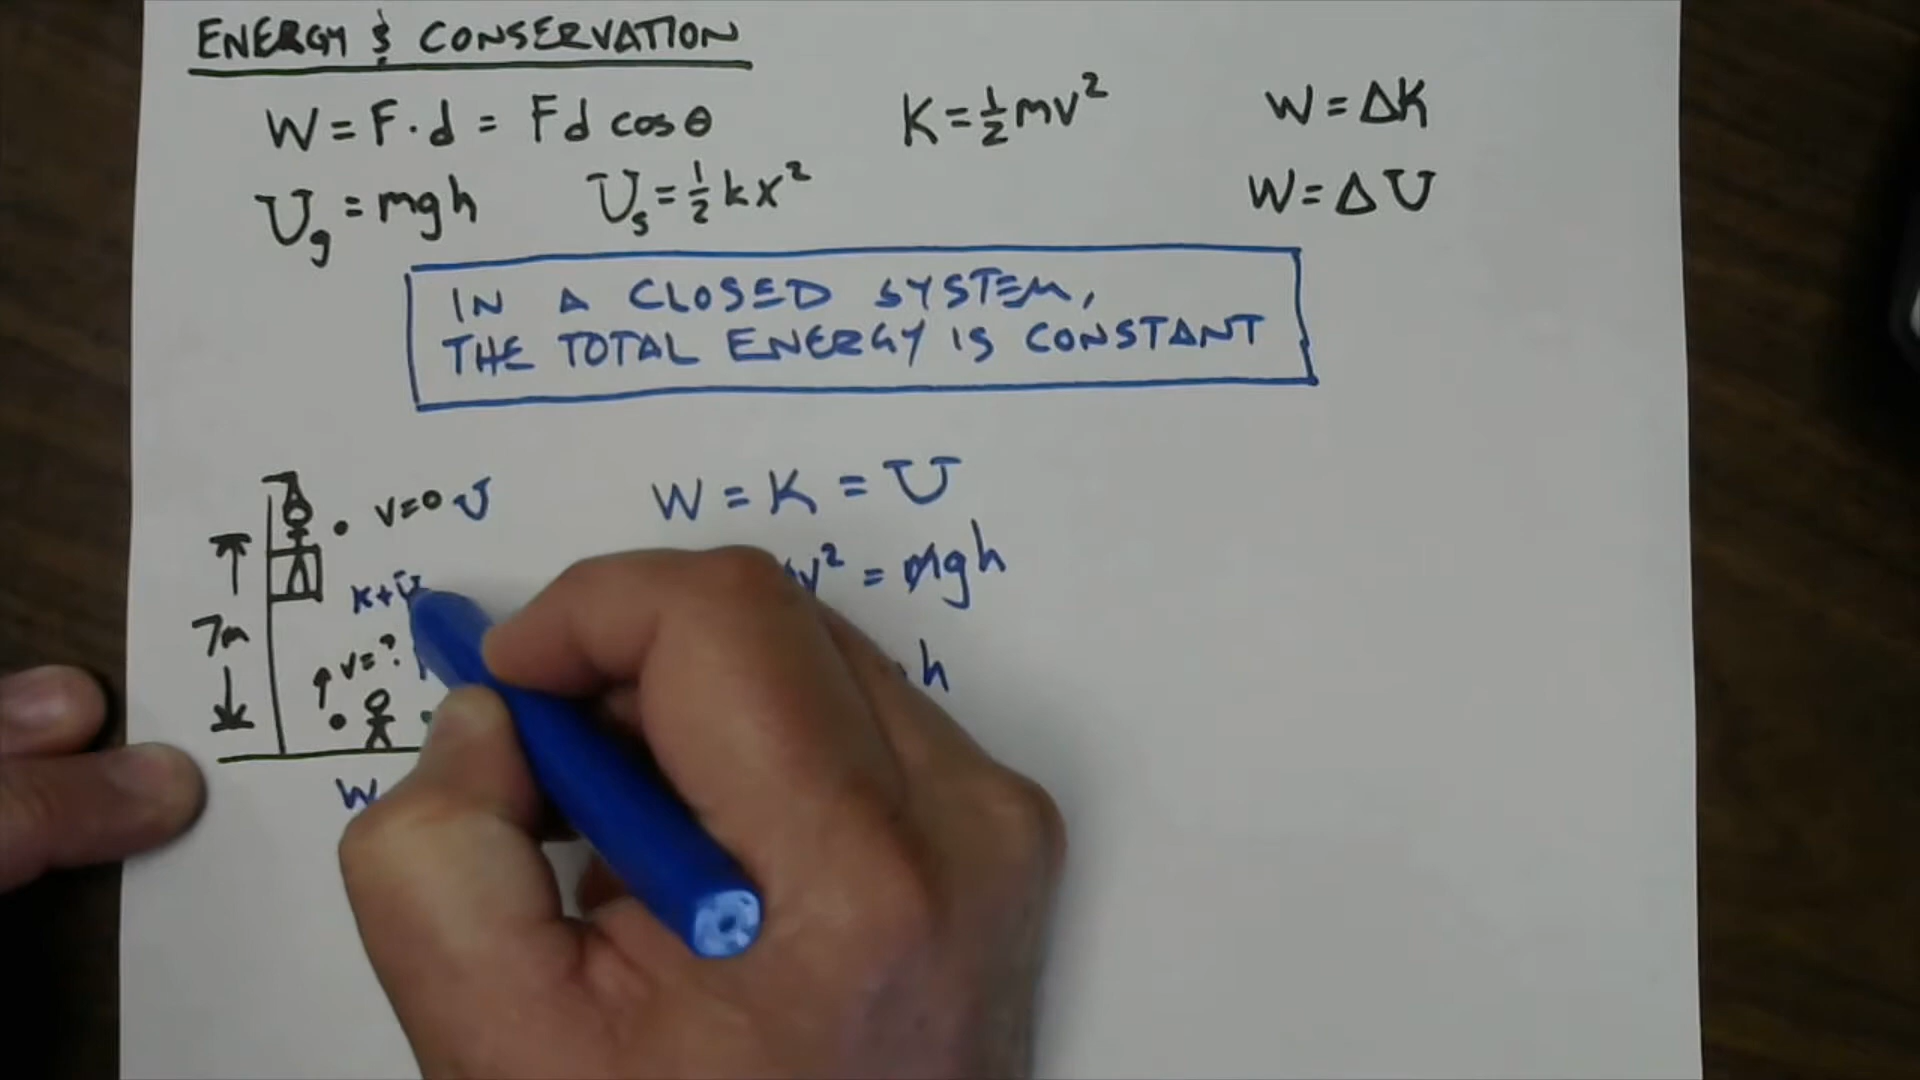 ENERGY & CONSERVATION
W = F · d = Fd cos θ
K = ½mv²
W = ΔK
Ug = mgh
Us = ½kx²
W = ΔU
IN A CLOSED SYSTEM,
THE TOTAL ENERGY IS CONSTANT
v=0 U
W = K = U
v² = mgh
K+U
7m
v=?
h
W